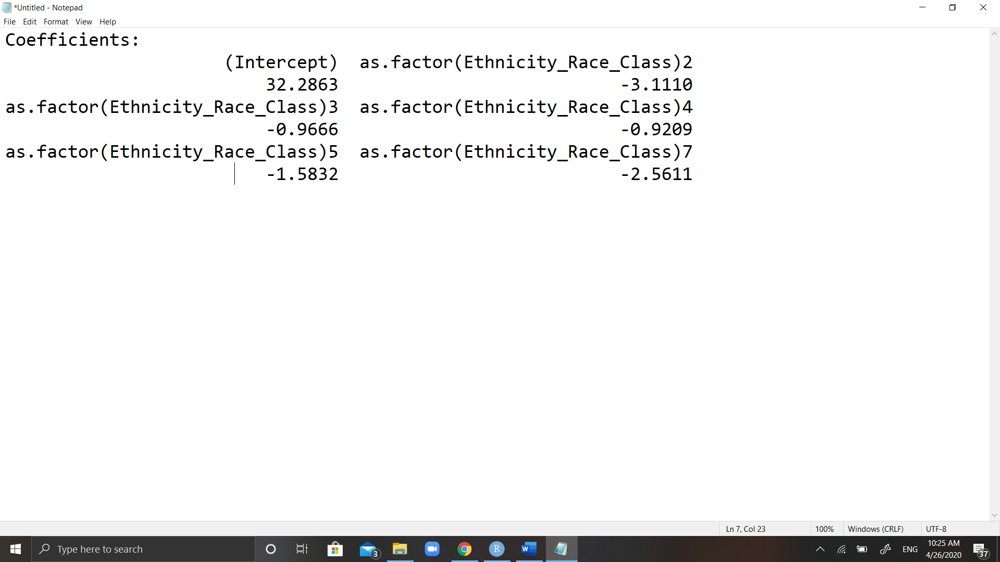 *Untitled - Notepad
File Edit Format View Help
Coefficients:
(Intercept) as.factor(Ethnicity_Race_Class)2
32.2863 -3.1110
as.factor(Ethnicity_Race_Class)3 as.factor(Ethnicity_Race_Class)4
-0.9666 -0.9209
as.factor(Ethnicity_Race_Class)5 as.factor(Ethnicity_Race_Class)7
-1.5832 -2.5611
Ln 7, Col 23 100% Windows (CRLF) UTF-8
Type here to search 3 R W ENG 10:25 AM 37
4/26/2020